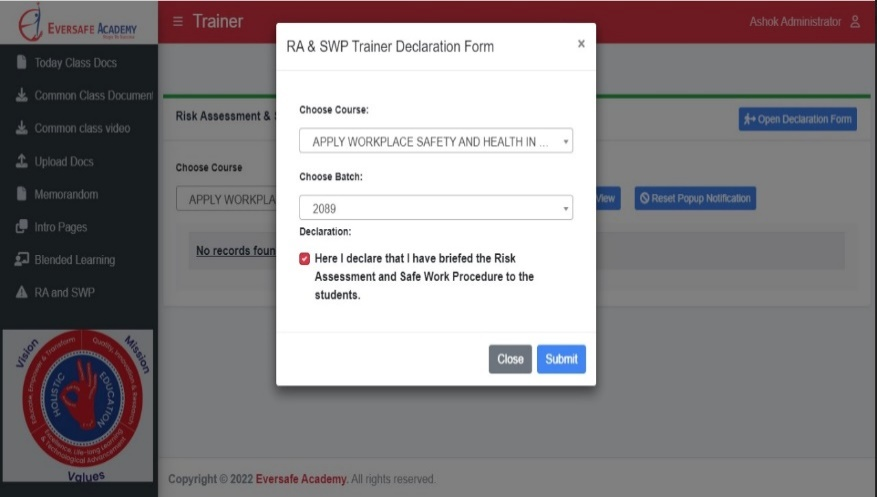 EVERSAFE ACADEMY
☰ Trainer
Ashok Administrator
Today Class Docs
Common Class Document
Common class video
Upload Docs
Memorandom
Intro Pages
Blended Learning
RA and SWP
Vision
Mission
Values
HOLISTIC EDUCATION
Risk Assessment &
Open Declaration Form
Choose Course
APPLY WORKPLA
View
Reset Popup Notification
No records foun
RA & SWP Trainer Declaration Form
×
Choose Course:
APPLY WORKPLACE SAFETY AND HEALTH IN ...
Choose Batch:
2089
Declaration:
Here I declare that I have briefed the Risk
Assessment and Safe Work Procedure to the
students.
Close
Submit
Copyright © 2022 Eversafe Academy. All rights reserved.